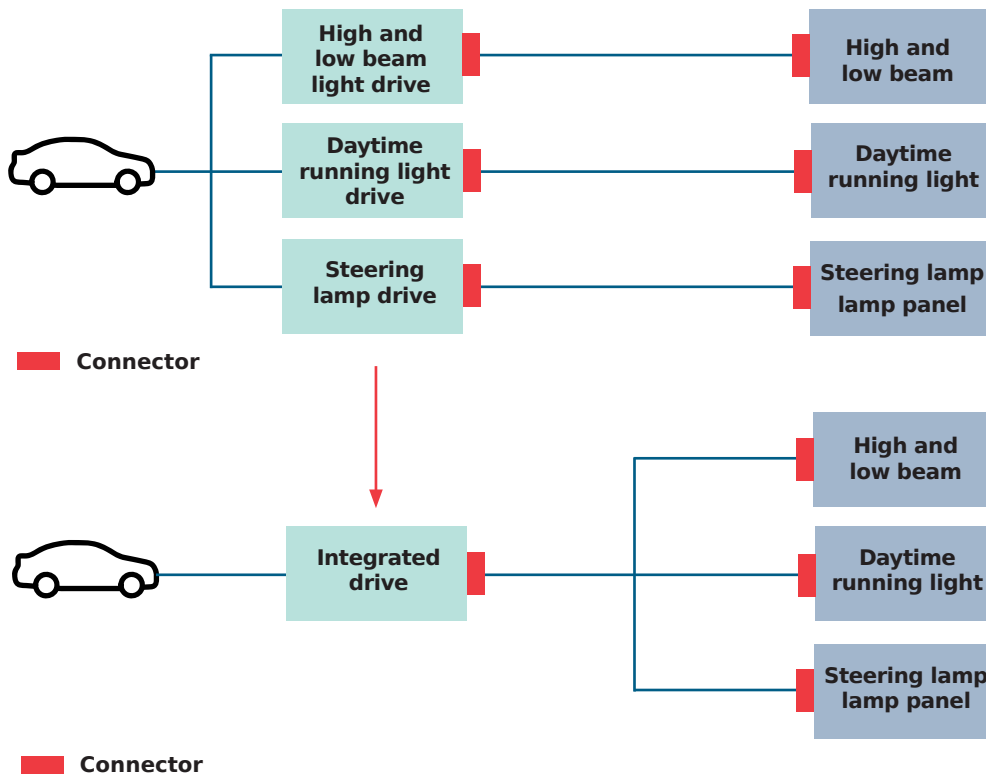 High and
low beam
light drive
High and
low beam
Daytime
running light
drive
Daytime
running light
Steering
lamp drive
Steering lamp
lamp panel
Connector
High and
low beam
Integrated
drive
Daytime
running light
Steering lamp
lamp panel
Connector